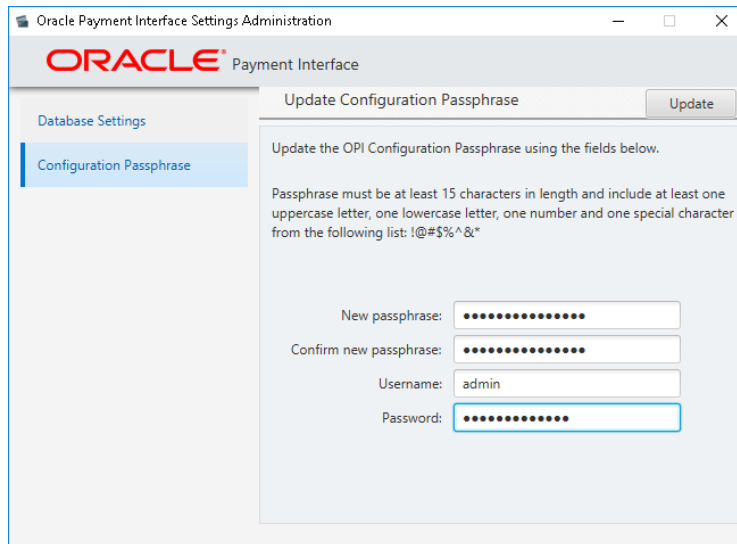 Oracle Payment Interface Settings Administration
ORACLE® Payment Interface
Database Settings
Configuration Passphrase
Update Configuration Passphrase
Update
Update the OPI Configuration Passphrase using the fields below.
Passphrase must be at least 15 characters in length and include at least one
uppercase letter, one lowercase letter, one number and one special character
from the following list: !@#$%^&*
New passphrase: •••••••••••••••
Confirm new passphrase: •••••••••••••••
Username: admin
Password: •••••••••••••